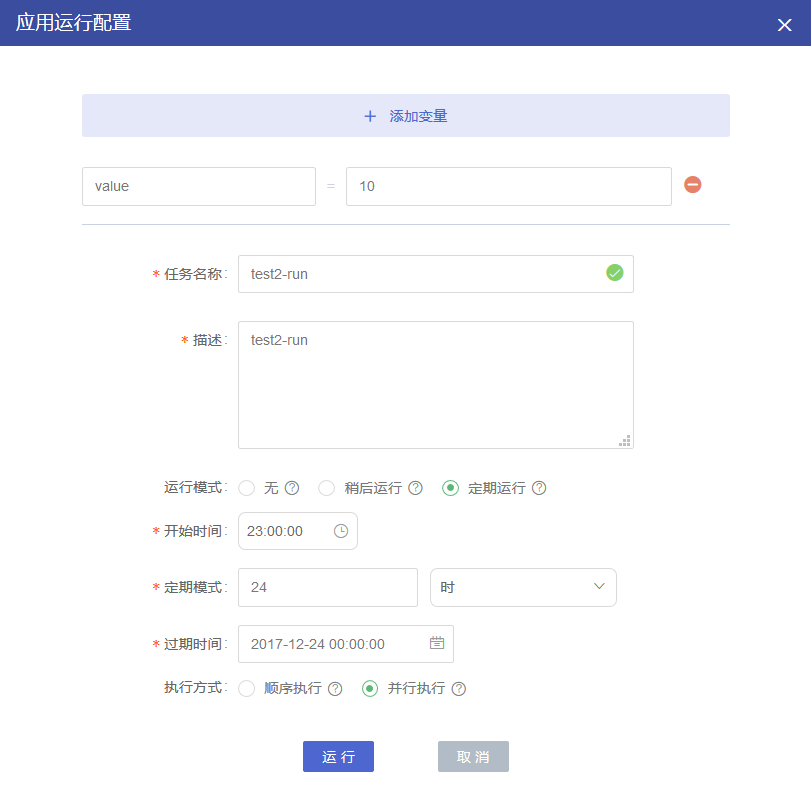 应用运行配置
+ 添加变量
value = 10
* 任务名称: test2-run
* 描述: test2-run
运行模式: 无 稍后运行 定期运行
* 开始时间: 23:00:00
* 定期模式: 24 时
* 过期时间: 2017-12-24 00:00:00
执行方式: 顺序执行 并行执行
运行 取消